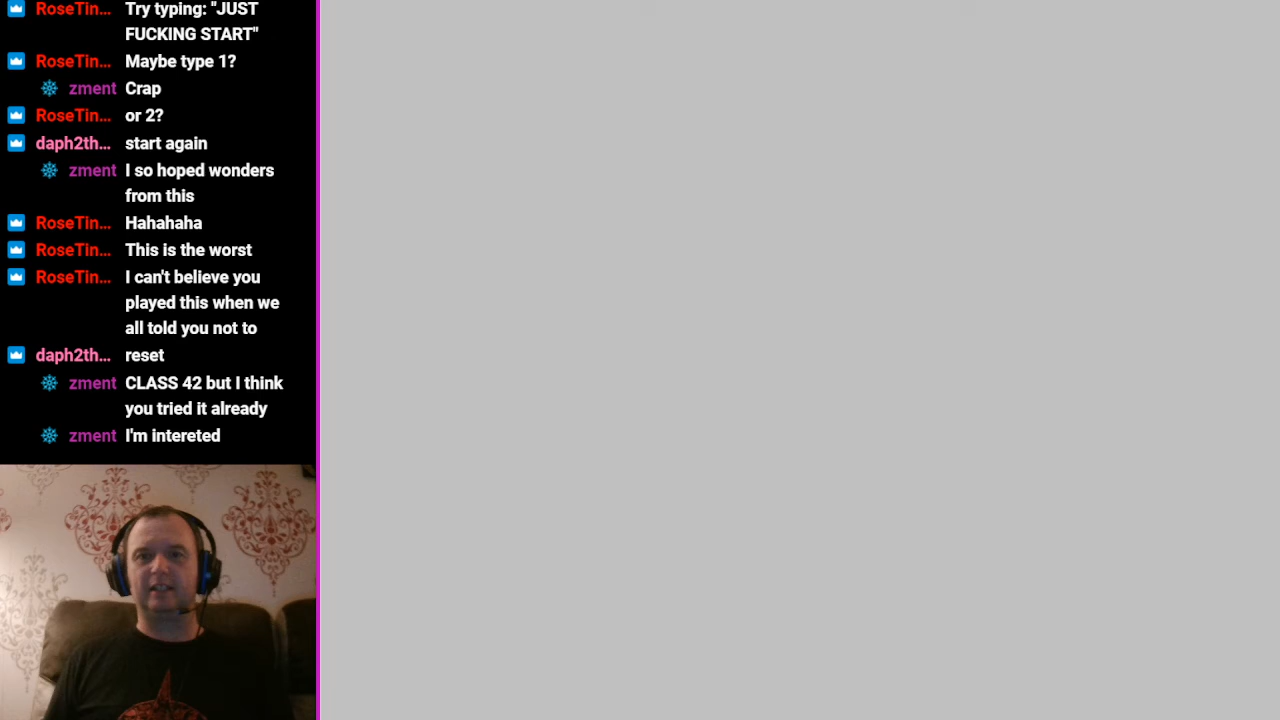 RoseTin... Try typing: "JUST
FUCKING START"
RoseTin... Maybe type 1?
zment Crap
RoseTin... or 2?
daph2th... start again
zment I so hoped wonders
from this
RoseTin... Hahahaha
RoseTin... This is the worst
RoseTin... I can't believe you
played this when we
all told you not to
daph2th... reset
zment CLASS 42 but I think
you tried it already
zment I'm intereted